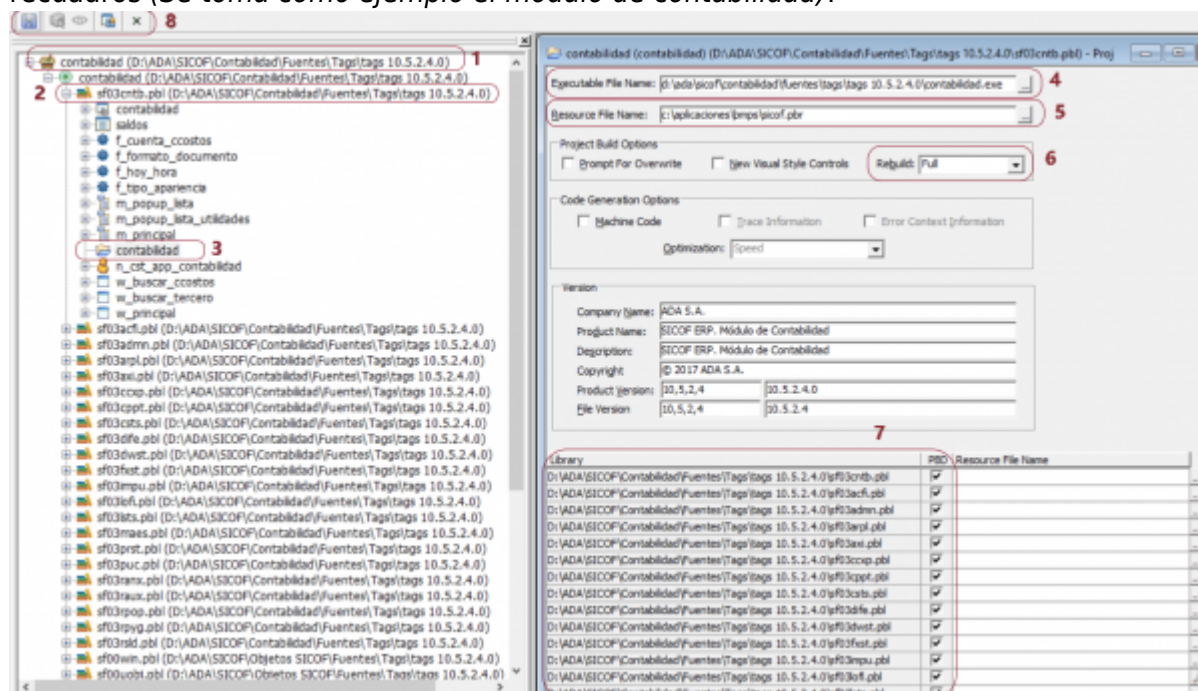 recuadros (Se toma como ejemplo el módulo de contabilidad):
8
contabilidad (D:\ADA\SICOF\Contabilidad\Fuentes\Tags\tags 10.5.2.4.0)
1
contabilidad (D:\ADA\SICOF\Contabilidad\Fuentes\Tags\tags 10.5.2.4.0)
2
sf03cntb.pbl (D:\ADA\SICOF\Contabilidad\Fuentes\Tags\tags 10.5.2.4.0)
contabilidad
saldos
f_cuenta_ccostos
f_formato_documento
f_hoy_hora
f_tipo_apariencia
m_popup_lista
m_popup_lista_utilidades
m_principal
contabilidad
3
n_cst_app_contabilidad
w_buscar_ccostos
w_buscar_tercero
w_principal
sf03acfi.pbl (D:\ADA\SICOF\Contabilidad\Fuentes\Tags\tags 10.5.2.4.0)
sf03admn.pbl (D:\ADA\SICOF\Contabilidad\Fuentes\Tags\tags 10.5.2.4.0)
sf03arpl.pbl (D:\ADA\SICOF\Contabilidad\Fuentes\Tags\tags 10.5.2.4.0)
sf03axi.pbl (D:\ADA\SICOF\Contabilidad\Fuentes\Tags\tags 10.5.2.4.0)
sf03ccxp.pbl (D:\ADA\SICOF\Contabilidad\Fuentes\Tags\tags 10.5.2.4.0)
sf03cppt.pbl (D:\ADA\SICOF\Contabilidad\Fuentes\Tags\tags 10.5.2.4.0)
sf03csts.pbl (D:\ADA\SICOF\Contabilidad\Fuentes\Tags\tags 10.5.2.4.0)
sf03dife.pbl (D:\ADA\SICOF\Contabilidad\Fuentes\Tags\tags 10.5.2.4.0)
sf03dwst.pbl (D:\ADA\SICOF\Contabilidad\Fuentes\Tags\tags 10.5.2.4.0)
sf03fxst.pbl (D:\ADA\SICOF\Contabilidad\Fuentes\Tags\tags 10.5.2.4.0)
sf03impu.pbl (D:\ADA\SICOF\Contabilidad\Fuentes\Tags\tags 10.5.2.4.0)
sf03lofi.pbl (D:\ADA\SICOF\Contabilidad\Fuentes\Tags\tags 10.5.2.4.0)
sf03lsts.pbl (D:\ADA\SICOF\Contabilidad\Fuentes\Tags\tags 10.5.2.4.0)
sf03maes.pbl (D:\ADA\SICOF\Contabilidad\Fuentes\Tags\tags 10.5.2.4.0)
sf03prst.pbl (D:\ADA\SICOF\Contabilidad\Fuentes\Tags\tags 10.5.2.4.0)
sf03puc.pbl (D:\ADA\SICOF\Contabilidad\Fuentes\Tags\tags 10.5.2.4.0)
sf03ranx.pbl (D:\ADA\SICOF\Contabilidad\Fuentes\Tags\tags 10.5.2.4.0)
sf03raux.pbl (D:\ADA\SICOF\Contabilidad\Fuentes\Tags\tags 10.5.2.4.0)
sf03rpop.pbl (D:\ADA\SICOF\Contabilidad\Fuentes\Tags\tags 10.5.2.4.0)
sf03rpyg.pbl (D:\ADA\SICOF\Contabilidad\Fuentes\Tags\tags 10.5.2.4.0)
sf03rsld.pbl (D:\ADA\SICOF\Contabilidad\Fuentes\Tags\tags 10.5.2.4.0)
sf00win.pbl (D:\ADA\SICOF\Objetos SICOF\Fuentes\Tags\tags 10.5.2.4.0)
sf00uobj.pbl (D:\ADA\SICOF\Objetos SICOF\Fuentes\Tags\tags 10.5.2.4.0)
contabilidad (contabilidad) (D:\ADA\SICOF\Contabilidad\Fuentes\Tags\tags 10.5.2.4.0\sf03cntb.pbl) - Proj
Executable File Name: d:\ada\sicof\contabilidad\fuentes\tags\tags 10.5.2.4.0\contabilidad.exe ... 4
Resource File Name: c:\aplicaciones\bmps\sicof.pbr ... 5
Project Build Options
Prompt For Overwrite New Visual Style Controls Rebuild: Full 6
Code Generation Options
Machine Code Trace Information Error Context Information
Optimization: Speed
Version
Company Name: ADA S.A.
Product Name: SICOF ERP. Módulo de Contabilidad
Description: SICOF ERP. Módulo de Contabilidad
Copyright © 2017 ADA S.A.
Product Version: 10,5,2,4 10.5.2.4.0
File Version 10,5,2,4 10.5.2.4
7
Library PBD Resource File Name
D:\ADA\SICOF\Contabilidad\Fuentes\Tags\tags 10.5.2.4.0\sf03cntb.pbl
D:\ADA\SICOF\Contabilidad\Fuentes\Tags\tags 10.5.2.4.0\sf03acfi.pbl
D:\ADA\SICOF\Contabilidad\Fuentes\Tags\tags 10.5.2.4.0\sf03admn.pbl
D:\ADA\SICOF\Contabilidad\Fuentes\Tags\tags 10.5.2.4.0\sf03arpl.pbl
D:\ADA\SICOF\Contabilidad\Fuentes\Tags\tags 10.5.2.4.0\sf03axi.pbl
D:\ADA\SICOF\Contabilidad\Fuentes\Tags\tags 10.5.2.4.0\sf03ccxp.pbl
D:\ADA\SICOF\Contabilidad\Fuentes\Tags\tags 10.5.2.4.0\sf03cppt.pbl
D:\ADA\SICOF\Contabilidad\Fuentes\Tags\tags 10.5.2.4.0\sf03csts.pbl
D:\ADA\SICOF\Contabilidad\Fuentes\Tags\tags 10.5.2.4.0\sf03dife.pbl
D:\ADA\SICOF\Contabilidad\Fuentes\Tags\tags 10.5.2.4.0\sf03dwst.pbl
D:\ADA\SICOF\Contabilidad\Fuentes\Tags\tags 10.5.2.4.0\sf03fxst.pbl
D:\ADA\SICOF\Contabilidad\Fuentes\Tags\tags 10.5.2.4.0\sf03impu.pbl
D:\ADA\SICOF\Contabilidad\Fuentes\Tags\tags 10.5.2.4.0\sf03lofi.pbl